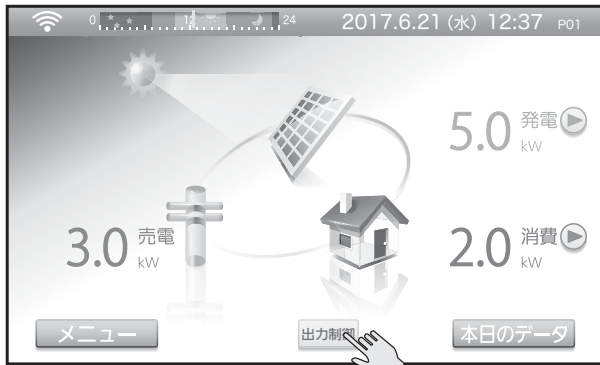 0 12 24 2017.6.21 (水) 12:37 P01
5.0 発電 kW
3.0 売電 kW
2.0 消費 kW
メニュー 出力制御 本日のデータ